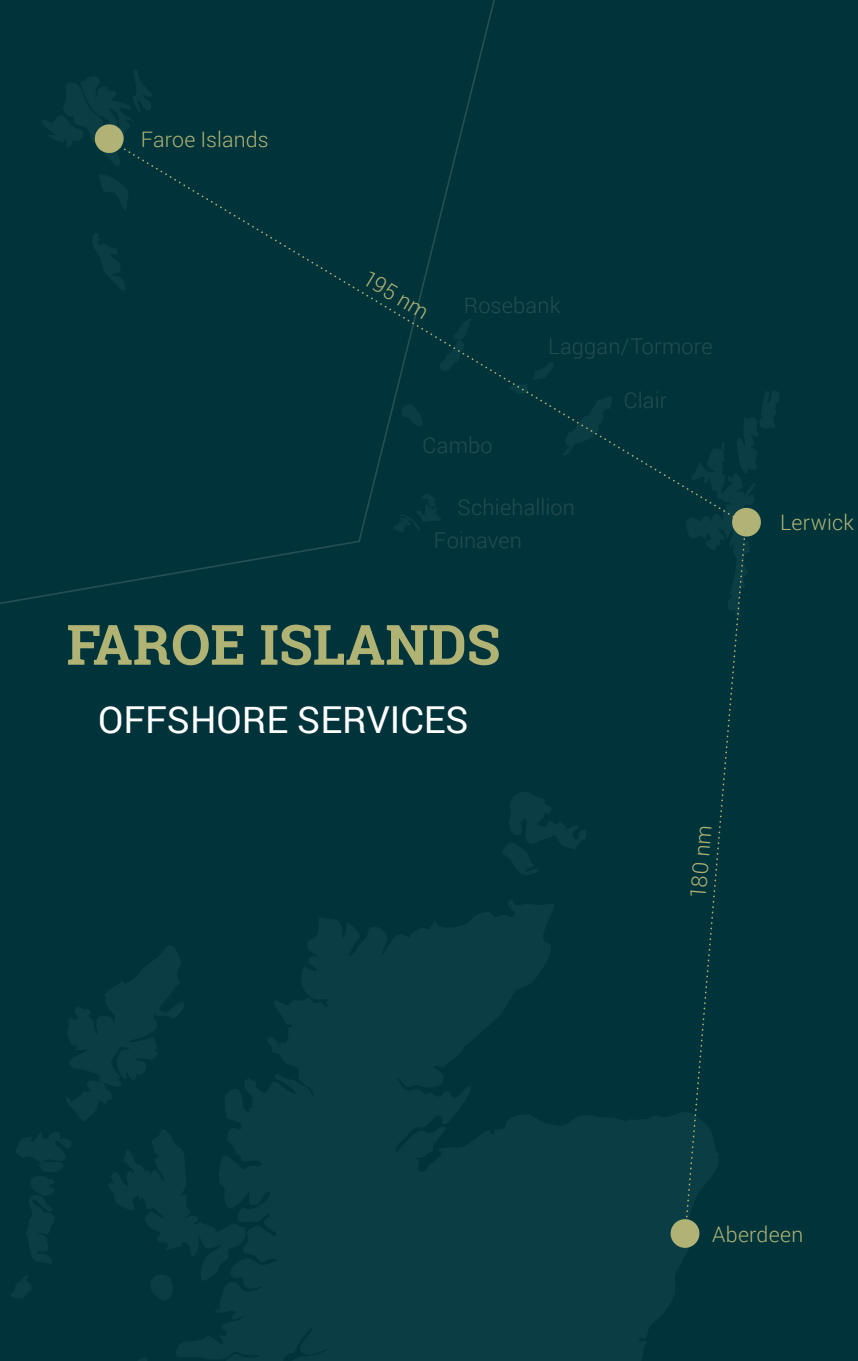 Faroe Islands
195 nm
Rosebank
Laggan/Tormore
Clair
Cambo
Schiehallion
Lerwick
Foinaven
FAROE ISLANDS
OFFSHORE SERVICES
180 nm
Aberdeen